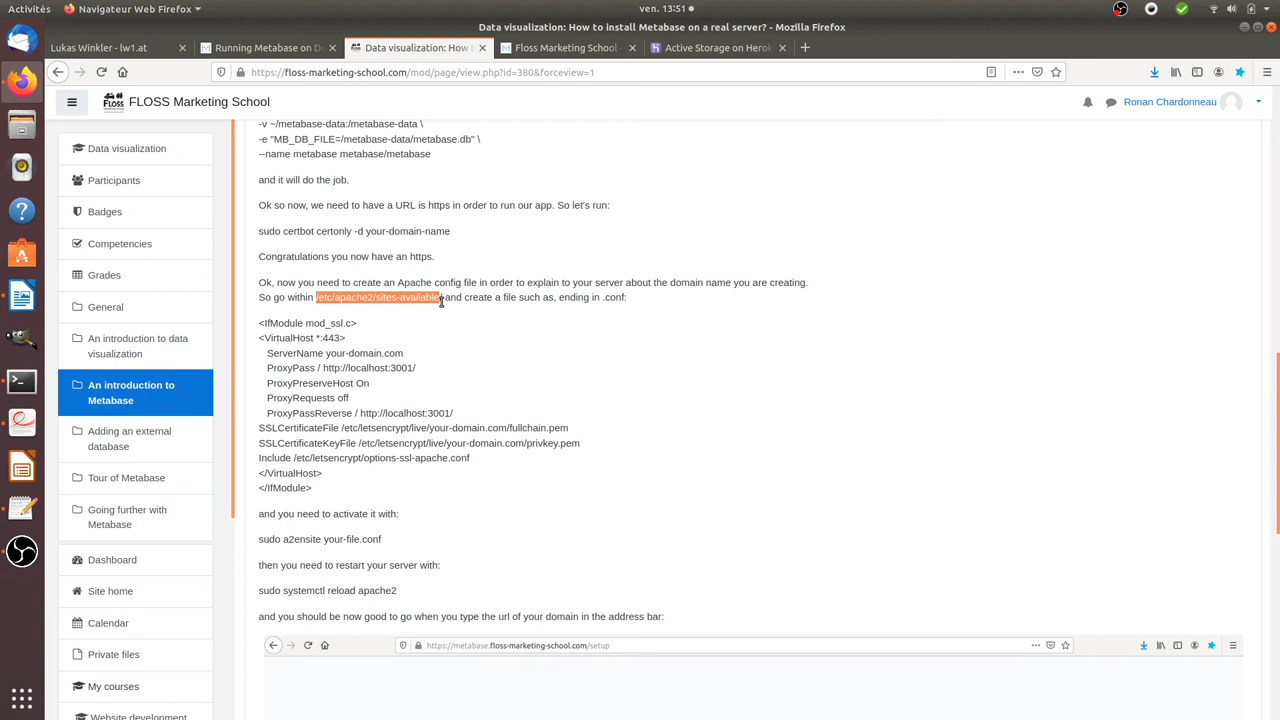 Activités
Navigateur Web Firefox
ven. 13:51
Data visualization: How to install Metabase on a real server? - Mozilla Firefox
Lukas Winkler - lw1.at
Running Metabase on D
Data visualization: How
Floss Marketing School
Active Storage on Herok
https://floss-marketing-school.com/mod/page/view.php?id=380&forceview=1
FLOSS
FLOSS Marketing School
Ronan Chardonneau
Data visualization
Participants
Badges
Competencies
Grades
General
An introduction to data
visualization
An introduction to
Metabase
Adding an external
database
Tour of Metabase
Going further with
Metabase
Dashboard
Site home
Calendar
Private files
My courses
Website development
-v ~/metabase-data:/metabase-data \
-e "MB_DB_FILE=/metabase-data/metabase.db" \
--name metabase metabase/metabase
and it will do the job.
Ok so now, we need to have a URL is https in order to run our app. So let's run:
sudo certbot certonly -d your-domain-name
Congratulations you now have an https.
Ok, now you need to create an Apache config file in order to explain to your server about the domain name you are creating.
So go within /etc/apache2/sites-available/ and create a file such as, ending in .conf:
<IfModule mod_ssl.c>
<VirtualHost *:443>
ServerName your-domain.com
ProxyPass / http://localhost:3001/
ProxyPreserveHost On
ProxyRequests off
ProxyPassReverse / http://localhost:3001/
SSLCertificateFile /etc/letsencrypt/live/your-domain.com/fullchain.pem
SSLCertificateKeyFile /etc/letsencrypt/live/your-domain.com/privkey.pem
Include /etc/letsencrypt/options-ssl-apache.conf
</VirtualHost>
</IfModule>
and you need to activate it with:
sudo a2ensite your-file.conf
then you need to restart your server with:
sudo systemctl reload apache2
and you should be now good to go when you type the url of your domain in the address bar:
https://metabase.floss-marketing-school.com/setup